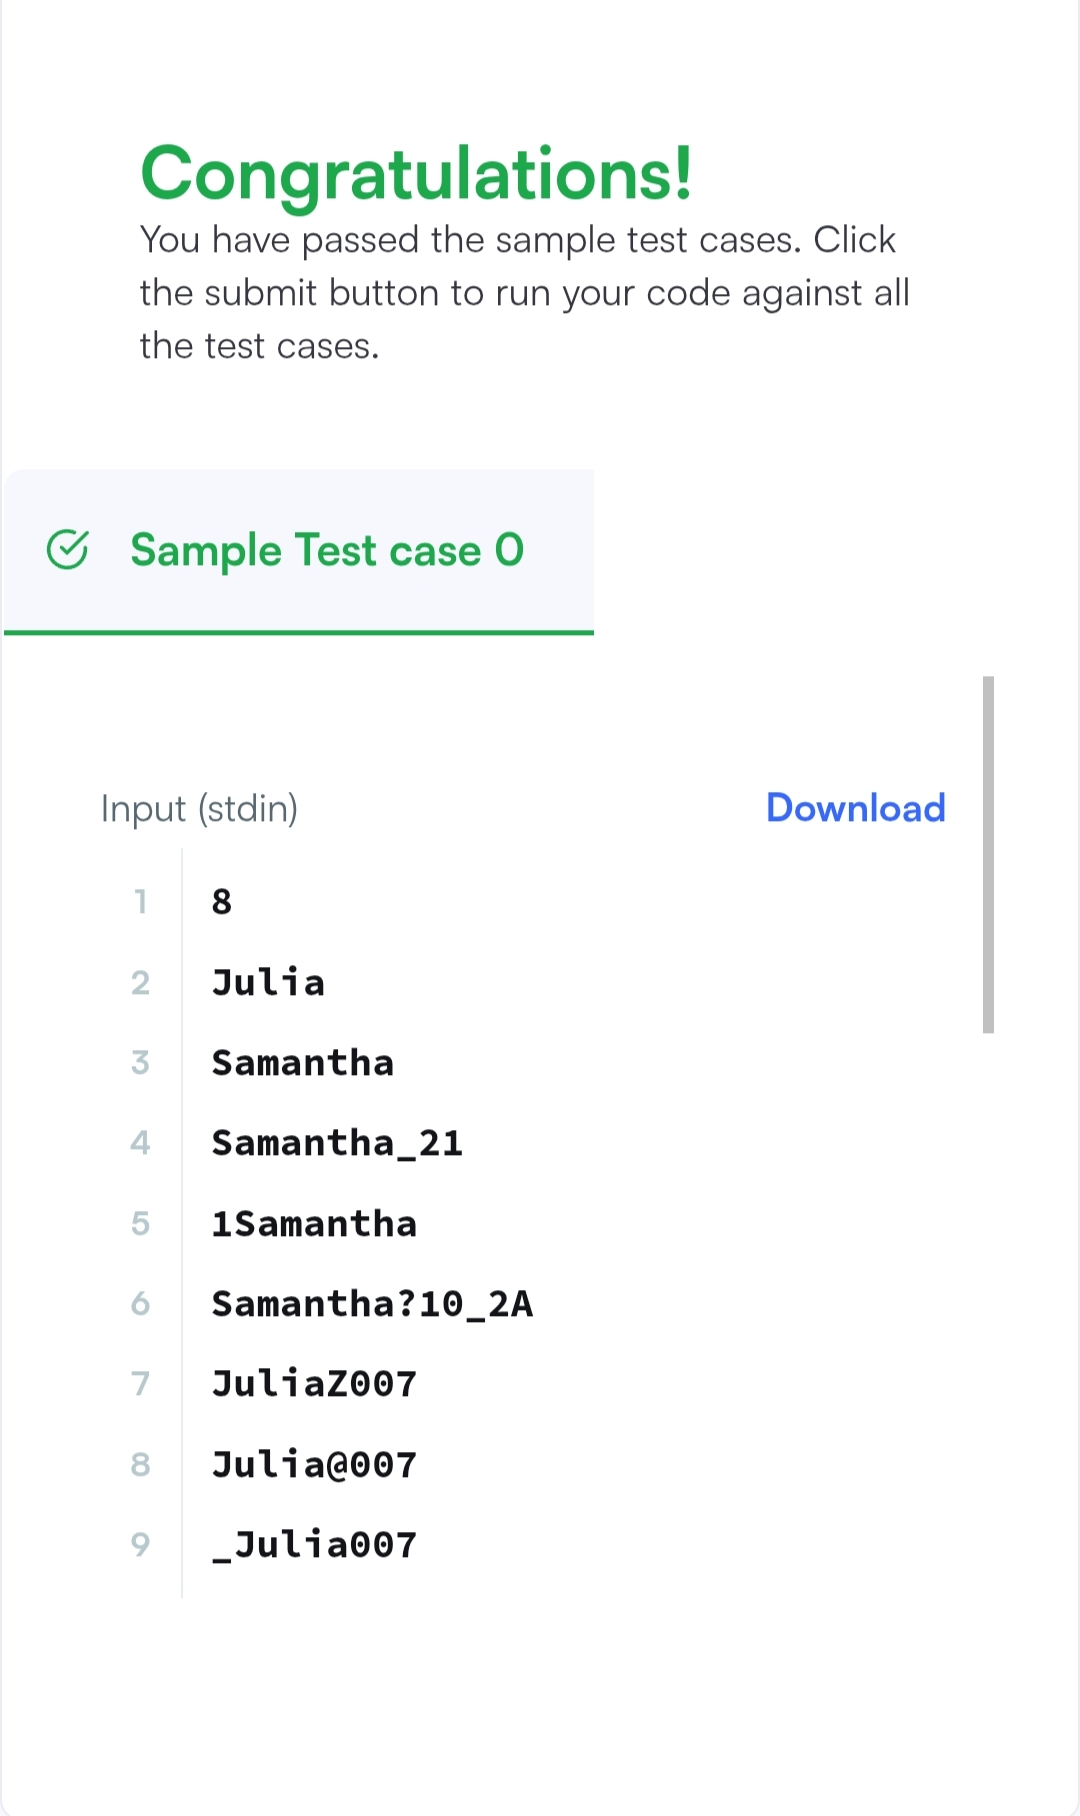 Congratulations!
You have passed the sample test cases. Click
the submit button to run your code against all
the test cases.
Sample Test case 0
Input (stdin)
Download
1 8
2 Julia
3 Samantha
4 Samantha_21
5 1Samantha
6 Samantha?10_2A
7 JuliaZ007
8 Julia@007
9 _Julia007